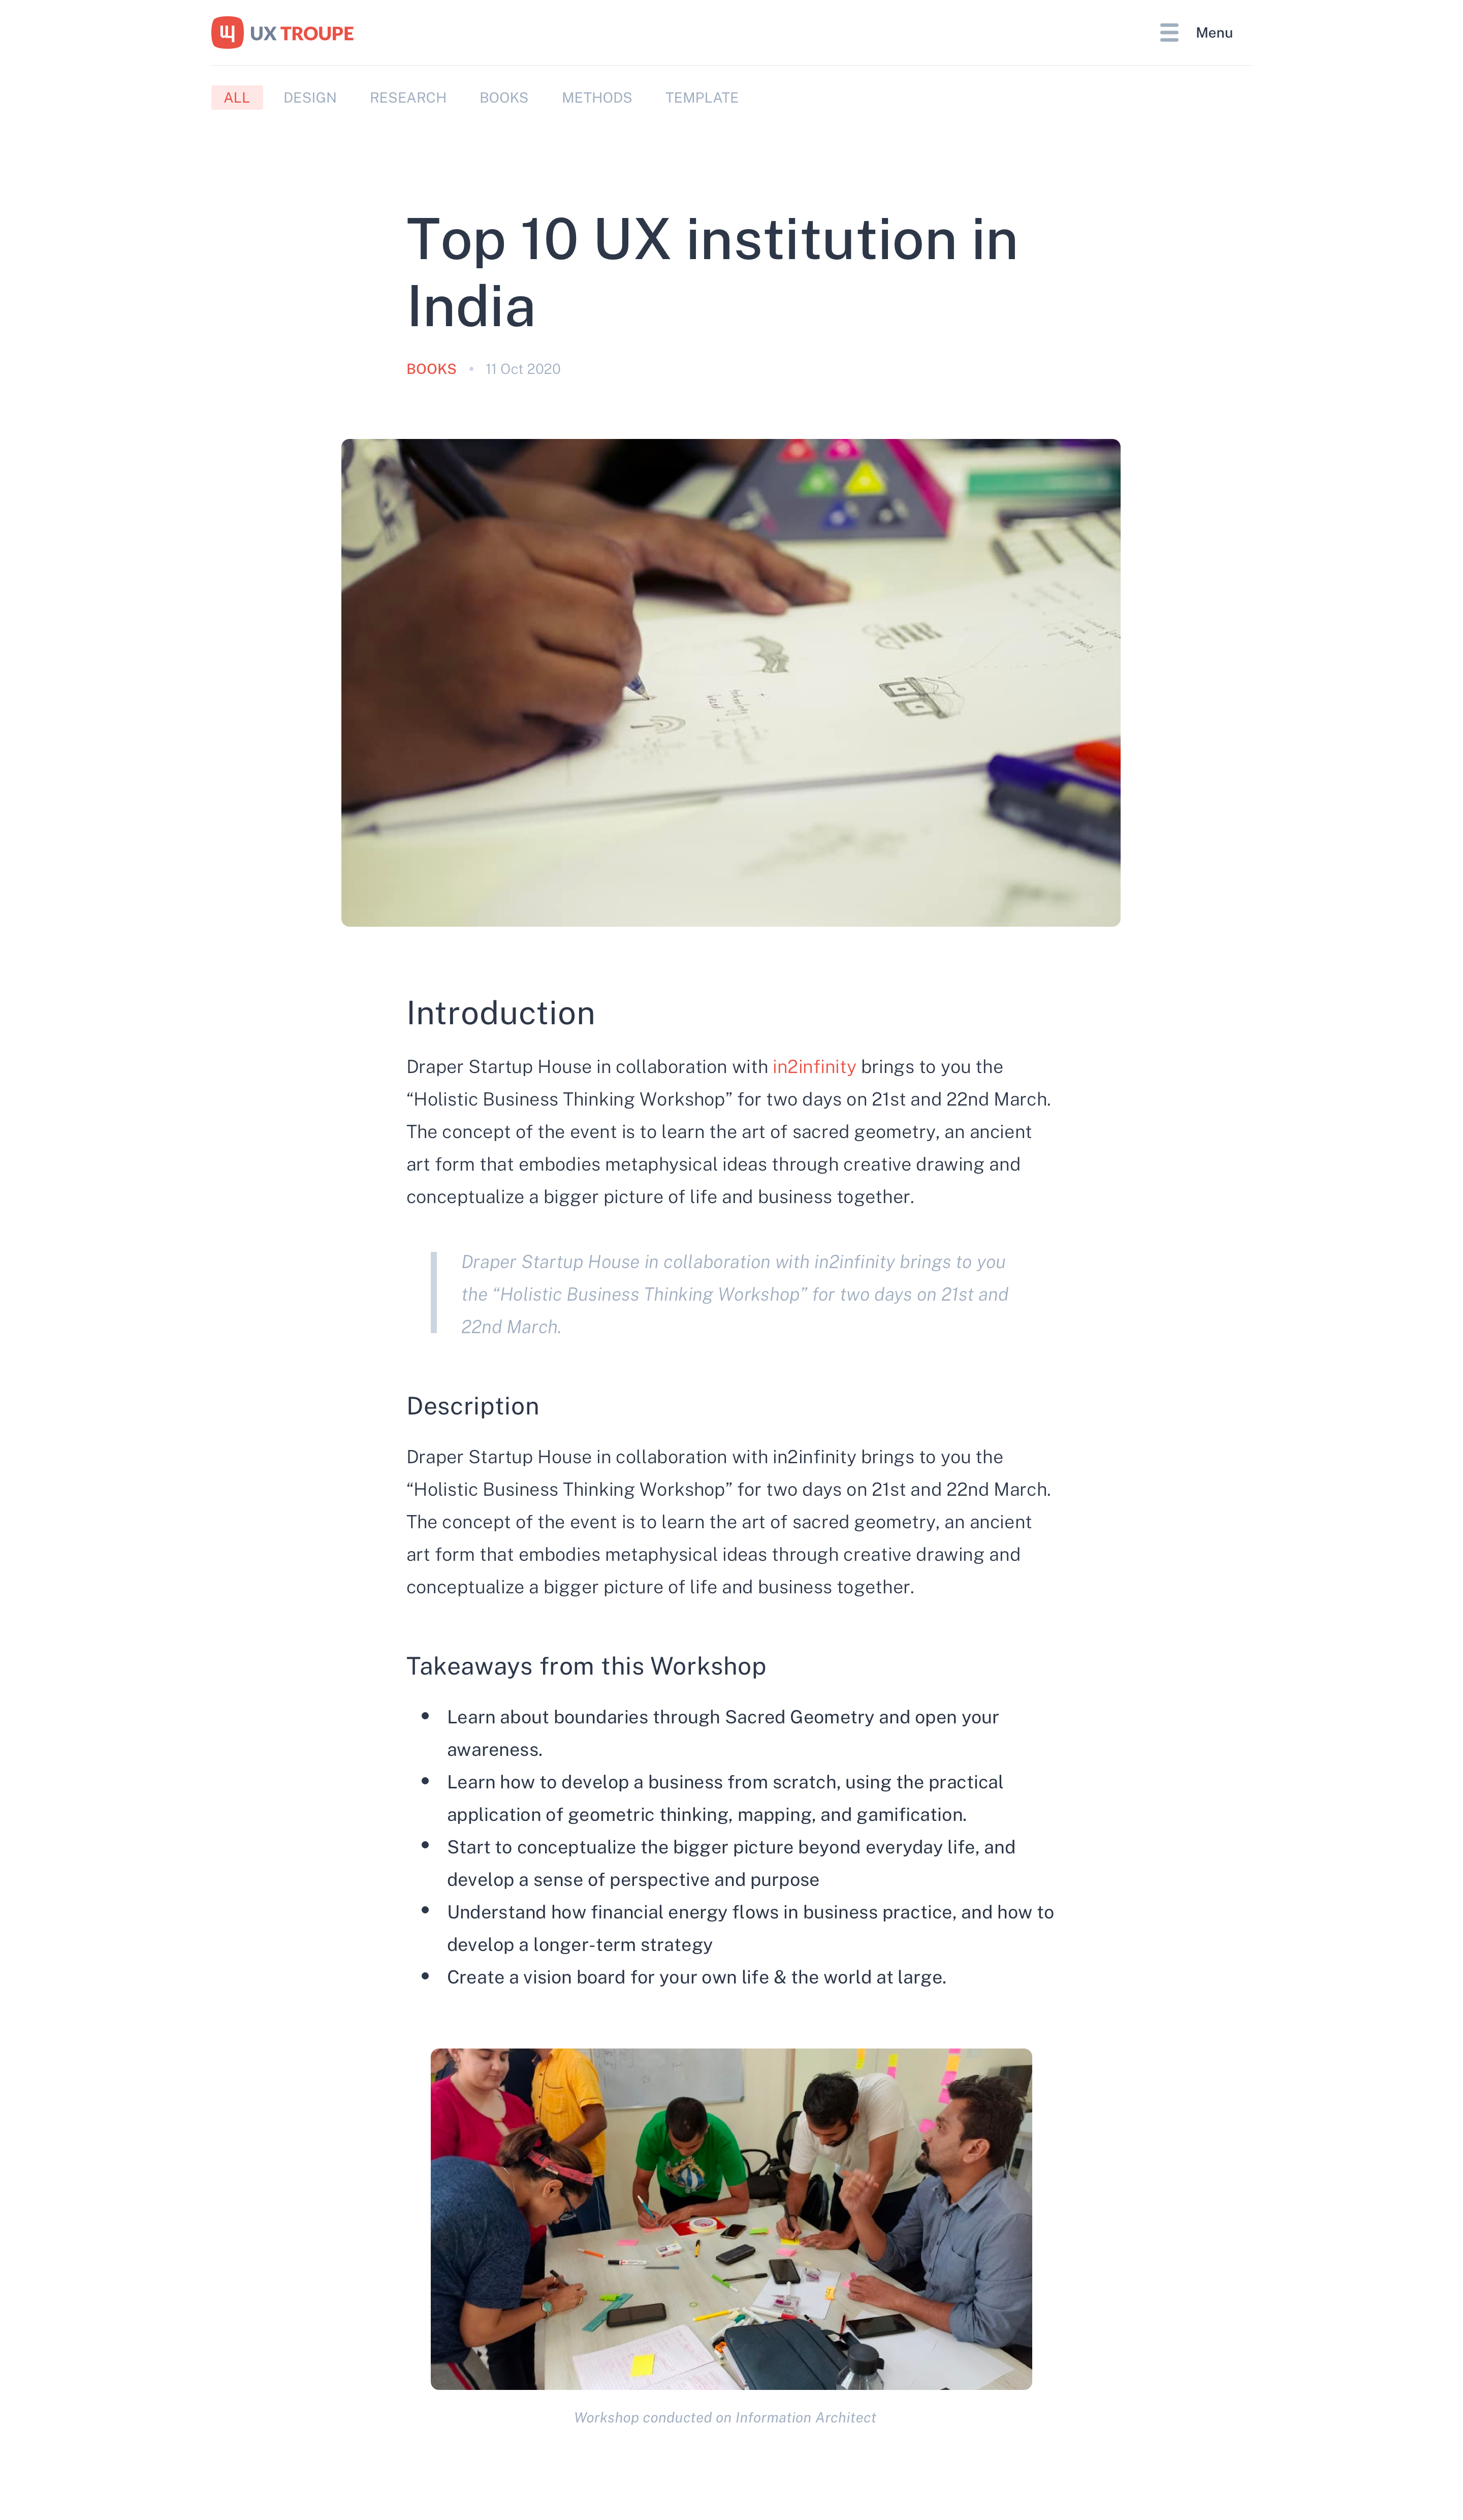 UX TROUPE
Menu
ALL DESIGN RESEARCH BOOKS METHODS TEMPLATE
Top 10 UX institution in
India
BOOKS • 11 Oct 2020
Introduction
Draper Startup House in collaboration with in2infinity brings to you the
“Holistic Business Thinking Workshop” for two days on 21st and 22nd March.
The concept of the event is to learn the art of sacred geometry, an ancient
art form that embodies metaphysical ideas through creative drawing and
conceptualize a bigger picture of life and business together.
Draper Startup House in collaboration with in2infinity brings to you
the “Holistic Business Thinking Workshop” for two days on 21st and
22nd March.
Description
Draper Startup House in collaboration with in2infinity brings to you the
“Holistic Business Thinking Workshop” for two days on 21st and 22nd March.
The concept of the event is to learn the art of sacred geometry, an ancient
art form that embodies metaphysical ideas through creative drawing and
conceptualize a bigger picture of life and business together.
Takeaways from this Workshop
• Learn about boundaries through Sacred Geometry and open your
awareness.
• Learn how to develop a business from scratch, using the practical
application of geometric thinking, mapping, and gamification.
• Start to conceptualize the bigger picture beyond everyday life, and
develop a sense of perspective and purpose
• Understand how financial energy flows in business practice, and how to
develop a longer-term strategy
• Create a vision board for your own life & the world at large.
Workshop conducted on Information Architect